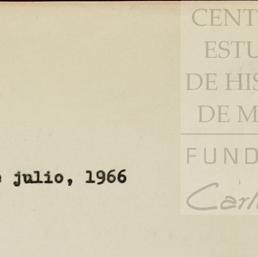 CENT
ESTU
DE HIS
DE M
FUND
Carl
julio, 1966